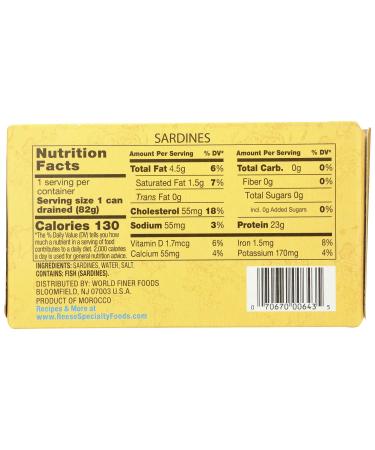 SARDINES
Nutrition
Facts
1 serving per
container
Serving size 1 can
drained (82g)
Calories 130
*The % Daily Value (DV) tells you how
much a nutrient in a serving of food
contributes to a daily diet. 2,000 calories
a day is used for general nutrition advice.
Amount Per Serving % DV*
Total Fat 4.5g 6%
Saturated Fat 1.5g 7%
Trans Fat 0g
Cholesterol 55mg 18%
Sodium 55mg 3%
Vitamin D 1.7mcg 6%
Calcium 55mg 4%
Amount Per Serving % DV*
Total Carb. 0g 0%
Fiber 0g 0%
Total Sugars 0g
Incl. 0g Added Sugars 0%
Protein 23g
Iron 1.5mg 8%
Potassium 170mg 4%
INGREDIENTS: SARDINES, WATER, SALT.
CONTAINS: FISH (SARDINES).
DISTRIBUTED BY: WORLD FINER FOODS
BLOOMFIELD, NJ 07003 U.S.A.
PRODUCT OF MOROCCO
Recipes & More at
www.ReeseSpecialtyFoods.com
0 70670 00643 5